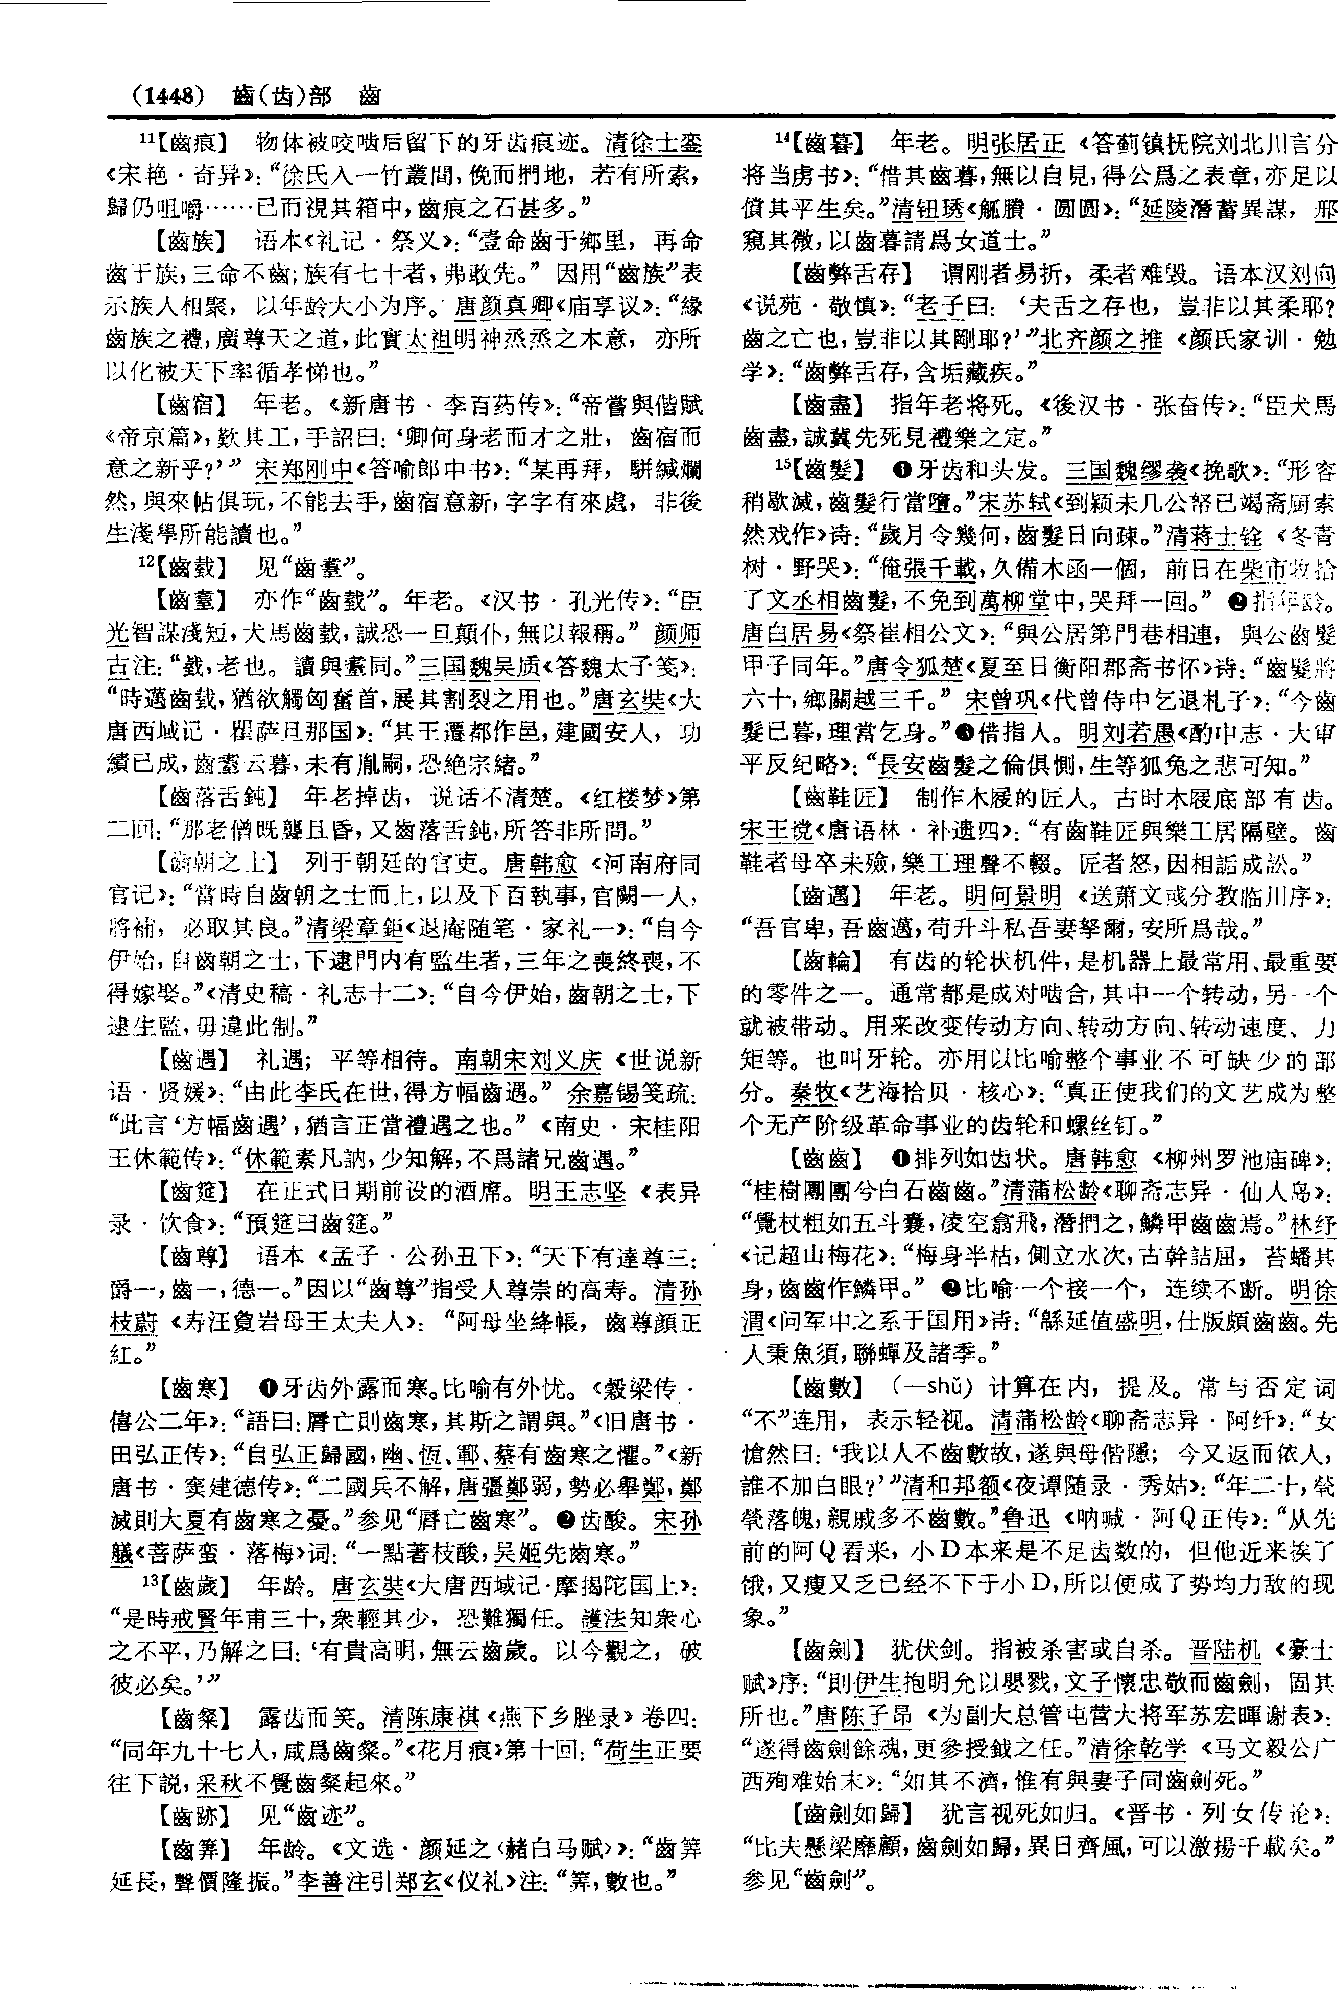 （1448） 齒（齿）部 齒
11【齒痕】 物体被咬啮后留下的牙齿痕迹。清徐士銮
《宋艳·奇异》：“徐氏入一竹叢間，俛而捫地，若有所索，
歸仍咀嚼……已而視其箱中，齒痕之石甚多。”
【齒族】 语本《礼记·祭义》：“壹命齒于鄉里，再命
齒于族，三命不齒；族有七十者，弗敢先。”因用“齒族”表
示族人相聚，以年龄大小为序。唐颜真卿《庙享议》：“緣
齒族之禮，廣尊天之道，此實太祖明神烝烝之本意，亦所
以化被天下率循孝悌也。”
【齒宿】 年老。《新唐书·李百药传》：“帝嘗與偕賦
《帝京篇》，歎其工，手詔曰：‘卿何身老而才之壯，齒宿而
意之新乎？’”宋郑刚中《答喻郎中书》：“某再拜，駢緘爛
然，與來帖俱玩，不能去手，齒宿意新，字字有來處，非後
生淺學所能讀也。”
12【齒臷】 见“齒耋”。
【齒耋】 亦作“齒臷”。年老。《汉书·孔光传》：“臣
光智謀淺短，犬馬齒臷，誠恐一旦顛仆，無以報稱。”颜师
古注：“臷，老也。讀與耋同。”三国魏吴质《答魏太子笺》：
“時邁齒臷，猶欲觸匈奮首，展其割裂之用也。”唐玄奘《大
唐西域记·瞿萨旦那国》：“其王遷都作邑，建國安人，功
績已成，齒耋云暮，未有胤嗣，恐絶宗緒。”
【齒落舌鈍】 年老掉齿，说话不清楚。《红楼梦》第
二回：“那老僧既聾且昏，又齒落舌鈍，所答非所問。”
【齒朝之士】 列于朝廷的官吏。唐韩愈《河南府同
官记》：“當時自齒朝之士而上，以及下百執事，官闕一人，
將補，必取其良。”清梁章鉅《退庵随笔·家礼一》：“自今
伊始，自齒朝之士，下逮門内有監生者，三年之喪終喪，不
得嫁娶。”《清史稿·礼志十二》：“自今伊始，齒朝之士，下
逮生監，毋違此制。”
【齒遇】 礼遇；平等相待。南朝宋刘义庆《世说新
语·贤媛》：“由此李氏在世，得方幅齒遇。”余嘉锡笺疏：
“此言‘方幅齒遇’，猶言正當禮遇之也。”《南史·宋桂阳
王休範传》：“休範素凡訥，少知解，不爲諸兄齒遇。”
【齒筵】 在正式日期前设的酒席。明王志坚《表异
录·饮食》：“預筵曰齒筵。”
【齒尊】 语本《孟子·公孙丑下》：“天下有達尊三：
爵一，齒一，德一。”因以“齒尊”指受人尊崇的高寿。清孙
枝蔚《寿汪敻岩母王太夫人》：“阿母坐絳帳，齒尊顔正
紅。”
【齒寒】 ❶牙齿外露而寒。比喻有外忧。《穀梁传·
僖公二年》：“語曰：脣亡則齒寒，其斯之謂與。”《旧唐书·
田弘正传》：“自弘正歸國，幽、恆、鄆、蔡有齒寒之懼。”《新
唐书·窦建德传》：“二國兵不解，唐彊鄭弱，勢必舉鄭，鄭
滅則大夏有齒寒之憂。”参见“脣亡齒寒”。❷齿酸。宋孙
艤《菩萨蛮·落梅》词：“一點著枝酸，吴姬先齒寒。”
13【齒歲】 年龄。唐玄奘《大唐西域记·摩揭陀国上》：
“是時戒賢年甫三十，衆輕其少，恐難獨任。護法知衆心
之不平，乃解之曰：‘有貴高明，無云齒歲。以今觀之，破
彼必矣。’”
【齒粲】 露齿而笑。清陈康祺《燕下乡脞录》卷四：
“同年九十七人，咸爲齒粲。”《花月痕》第十回：“荷生正要
往下説，采秋不覺齒粲起來。”
【齒跡】 见“齒迹”。
【齒筭】 年龄。《文选·颜延之〈赭白马赋〉》：“齒筭
延長，聲價隆振。”李善注引郑玄《仪礼》注：“筭，數也。”
14【齒暮】 年老。明张居正《答蓟镇抚院刘北川言分
将当虏书》：“惜其齒暮，無以自見，得公爲之表章，亦足以
償其平生矣。”清钮琇《觚賸·圆圆》：“延陵潛蓄異謀，邢
窺其微，以齒暮請爲女道士。”
【齒弊舌存】 谓刚者易折，柔者难毁。语本汉刘向
《说苑·敬慎》：“老子曰：‘夫舌之存也，豈非以其柔耶？
齒之亡也，豈非以其剛耶？’”北齐颜之推《颜氏家训·勉
学》：“齒弊舌存，含垢藏疾。”
【齒盡】 指年老将死。《後汉书·张奋传》：“臣犬馬
齒盡，誠冀先死見禮樂之定。”
15【齒髮】 ❶牙齿和头发。三国魏缪袭《挽歌》：“形容
稍歇滅，齒髮行當墮。”宋苏轼《到颖未几公帑已竭斋厨索
然戏作》诗：“歲月今幾何，齒髮日向疎。”清蒋士铨《冬青
树·野哭》：“俺張千載，久備木函一個，前日在柴市收拾
了文丞相齒髮，不免到萬柳堂中，哭拜一回。”❷指年龄。
唐白居易《祭崔相公文》：“與公居第門巷相連，與公齒髮
甲子同年。”唐令狐楚《夏至日衡阳郡斋书怀》诗：“齒髮將
六十，鄉關越三千。”宋曾巩《代曾侍中乞退札子》：“今齒
髮已暮，理當乞身。”❸借指人。明刘若愚《酌中志·大审
平反纪略》：“長安齒髮之倫俱惻，生等狐兔之悲可知。”
【齒鞋匠】 制作木屐的匠人。古时木屐底部有齿。
宋王谠《唐语林·补遗四》：“有齒鞋匠與樂工居隔壁。齒
鞋者母卒未殮，樂工理聲不輟。匠者怒，因相詬成訟。”
【齒邁】 年老。明何景明《送萧文彧分教临川序》：
“吾官卑，吾齒邁，苟升斗私吾妻孥爾，安所爲哉。”
【齒輪】 有齿的轮状机件，是机器上最常用、最重要
的零件之一。通常都是成对啮合，其中一个转动，另一个
就被带动。用来改变传动方向、转动方向、转动速度、力
矩等。也叫牙轮。亦用以比喻整个事业不可缺少的部
分。秦牧《艺海拾贝·核心》：“真正使我们的文艺成为整
个无产阶级革命事业的齿轮和螺丝钉。”
【齒齒】 ❶排列如齿状。唐韩愈《柳州罗池庙碑》：
“桂樹團團兮白石齒齒。”清蒲松龄《聊斋志异·仙人岛》：
“覺杖粗如五斗囊，凌空翕飛，潛捫之，鱗甲齒齒焉。”林纾
《记超山梅花》：“梅身半枯，側立水次，古幹詰屈，苔蟠其
身，齒齒作鱗甲。”❷比喻一个接一个，连续不断。明徐
渭《问军中之系于国用》诗：“緜延值盛明，仕版頗齒齒。先
人秉魚須，聯蟬及諸季。”
【齒數】（—shǔ）计算在内，提及。常与否定词
“不”连用，表示轻视。清蒲松龄《聊斋志异·阿纤》：“女
愴然曰：‘我以人不齒數故，遂與母偕隱；今又返而依人，
誰不加白眼？’”清和邦额《夜谭随录·秀姑》：“年二十，煢
煢落魄，親戚多不齒數。”鲁迅《呐喊·阿Q正传》：“从先
前的阿Q看来，小D本来是不足齿数的，但他近来挨了
饿，又瘦又乏已经不下于小D，所以便成了势均力敌的现
象。”
【齒劍】 犹伏剑。指被杀害或自杀。晋陆机《豪士
赋》序：“則伊生抱明允以嬰戮，文子懷忠敬而齒劍，固其
所也。”唐陈子昂《为副大总管屯营大将军苏宏暉谢表》：
“遂得齒劍餘魂，更參授鉞之任。”清徐乾学《马文毅公广
西殉难始末》：“如其不濟，惟有與妻子同齒劍死。”
【齒劍如歸】 犹言视死如归。《晋书·列女传论》：
“比夫懸梁靡顧，齒劍如歸，異日齊風，可以激揚千載矣。”
参见“齒劍”。